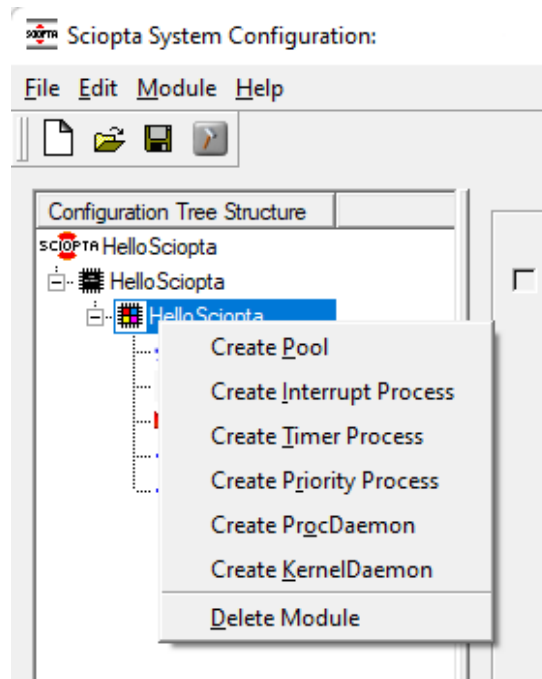 SCIOPTA Sciopta System Configuration:
File Edit Module Help
Configuration Tree Structure
SCIOPTA HelloSciopta
HelloSciopta
HelloSciopta
Create Pool
Create Interrupt Process
Create Timer Process
Create Priority Process
Create ProcDaemon
Create KernelDaemon
Delete Module